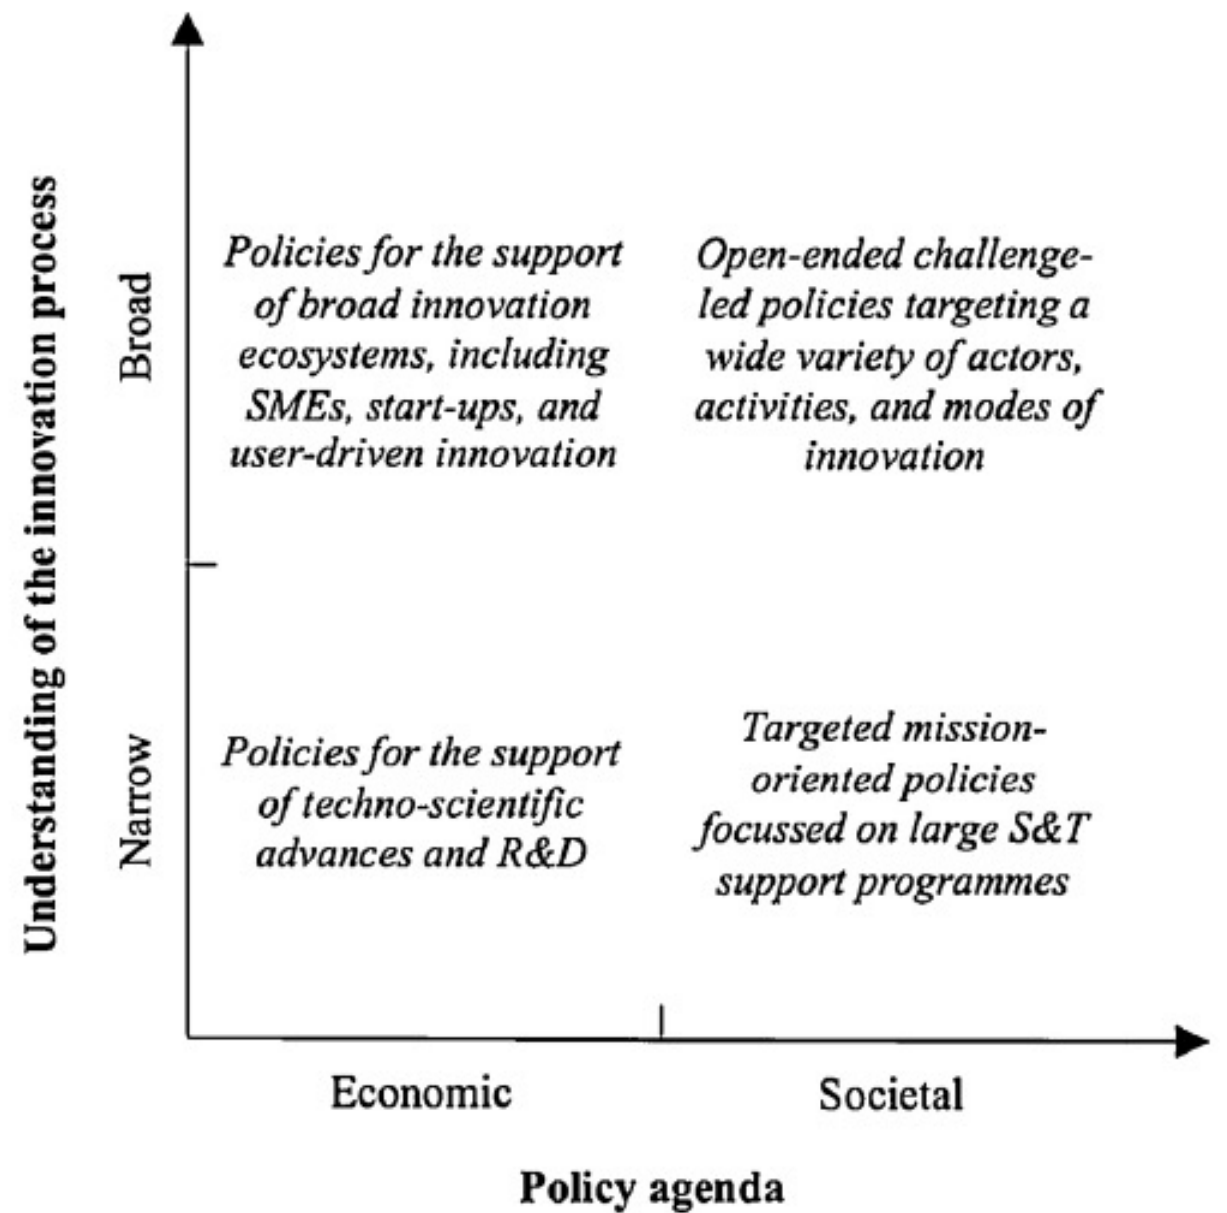 Understanding of the innovation process
Broad
Policies for the support
of broad innovation
ecosystems, including
SMEs, start-ups, and
user-driven innovation
Open-ended challenge-
led policies targeting a
wide variety of actors,
activities, and modes of
innovation
Narrow
Policies for the support
of techno-scientific
advances and R&D
Targeted mission-
oriented policies
focussed on large S&T
support programmes
Economic
Societal
Policy agenda